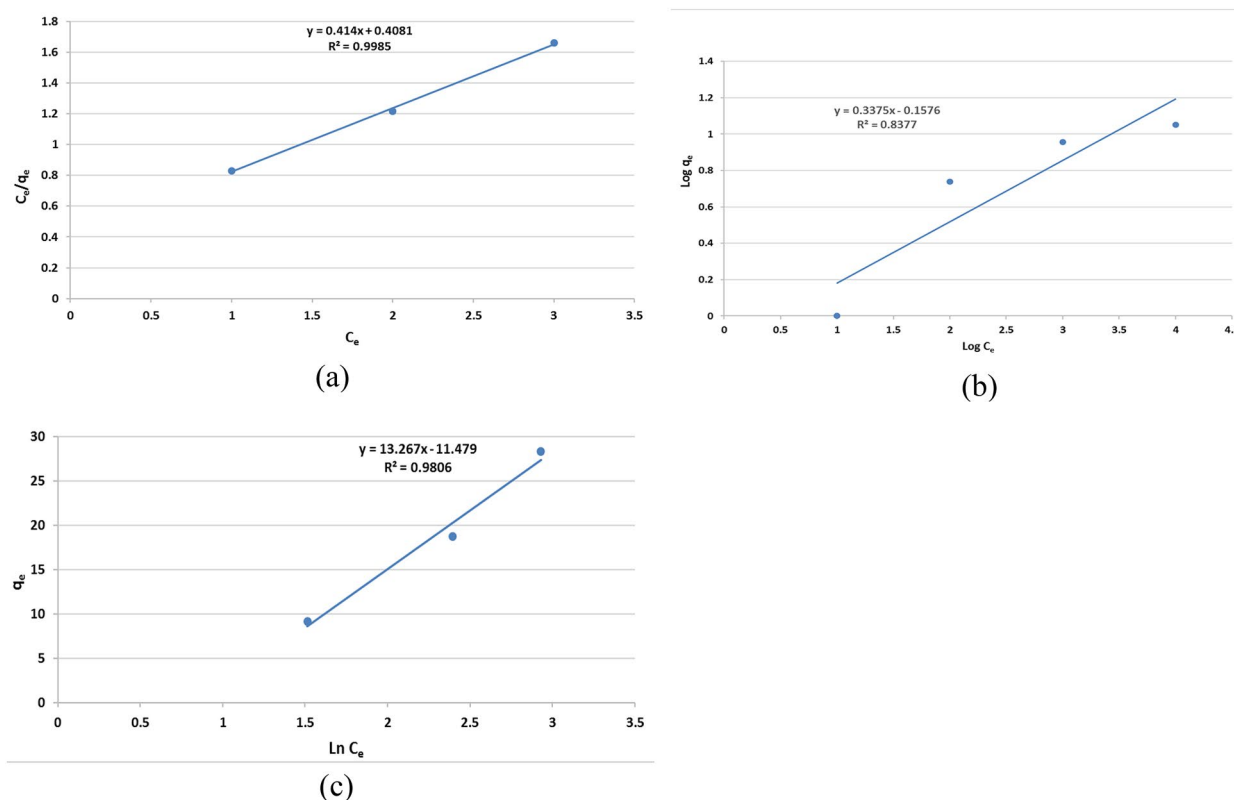 1.8
1.6
1.4
1.2
1
0.8
0.6
0.4
0.2
0
y = 0.414x + 0.4081
R² = 0.9985
Ce/qe
0 0.5 1 1.5 2 2.5 3 3.5
Ce
(a)
1.4
1.2
1
0.8
0.6
0.4
0.2
0
y = 0.3375x - 0.1576
R² = 0.8377
Log qe
0 0.5 1 1.5 2 2.5 3 3.5 4 4.
Log Ce
(b)
30
25
20
15
10
5
0
y = 13.267x - 11.479
R² = 0.9806
qe
0 0.5 1 1.5 2 2.5 3 3.5
Ln Ce
(c)